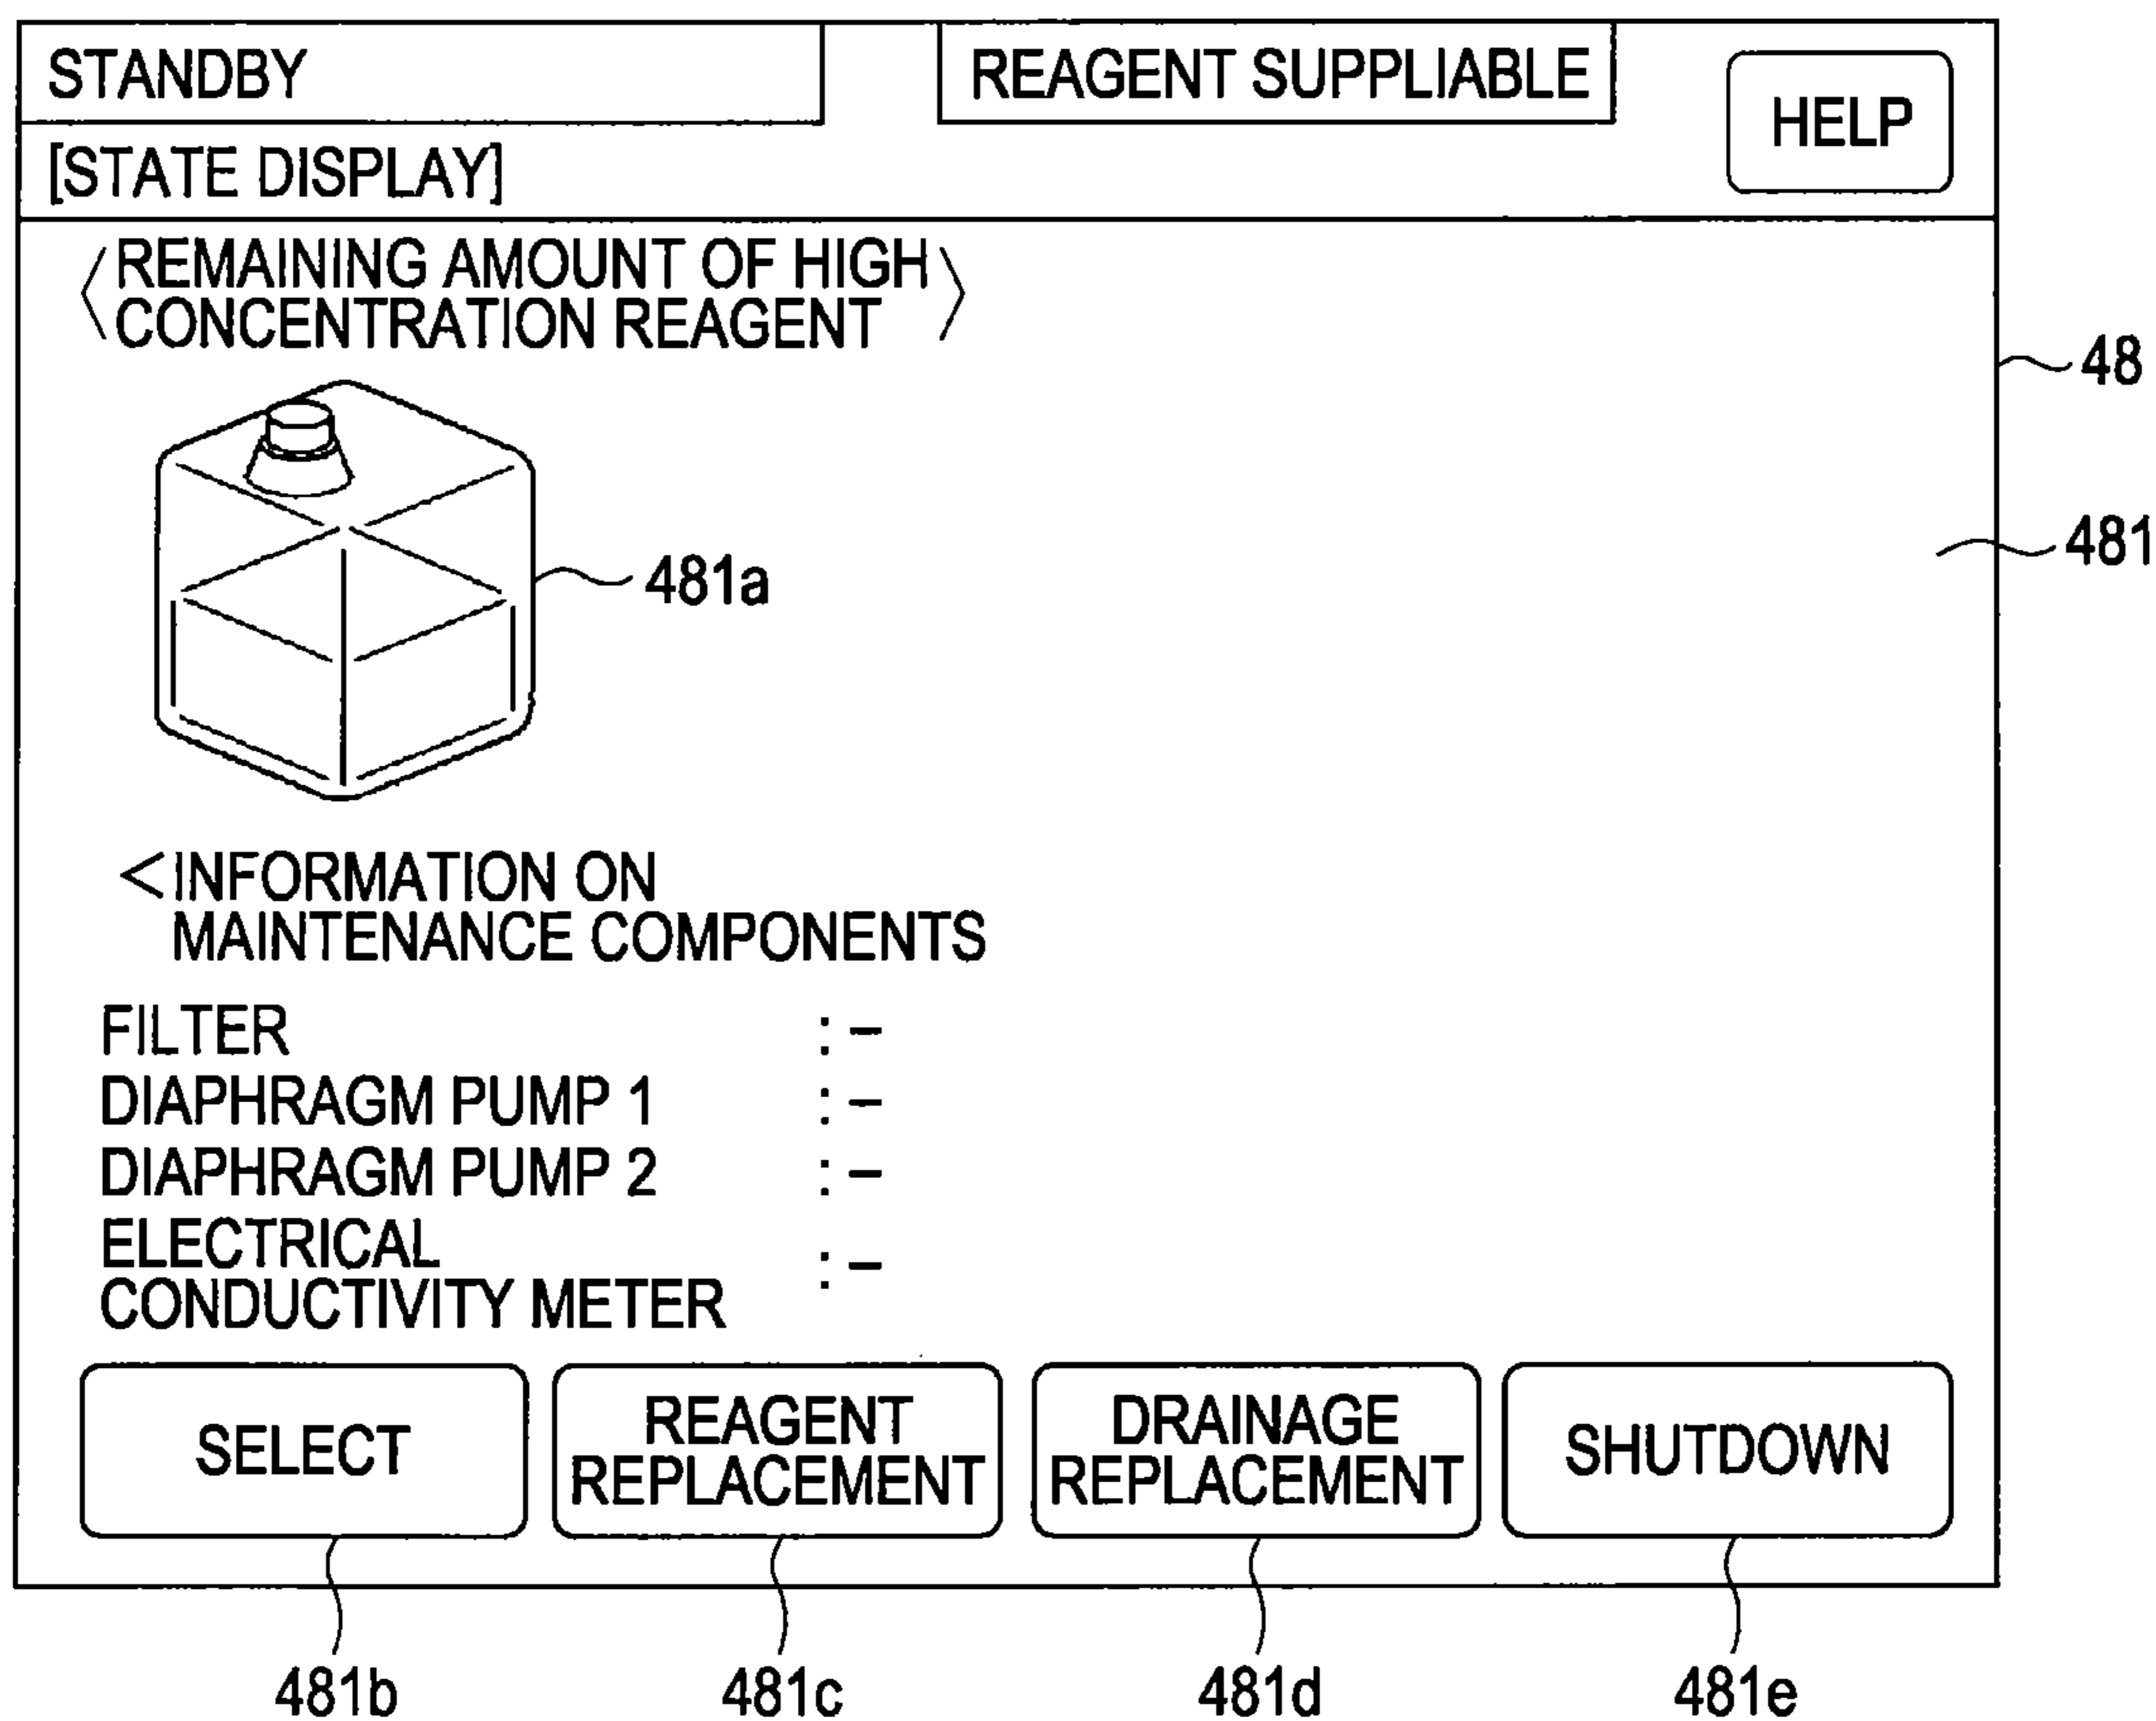 STANDBY
REAGENT SUPPLIABLE
HELP
[STATE DISPLAY]
〈REMAINING AMOUNT OF HIGH
CONCENTRATION REAGENT〉
48
481
481a
<INFORMATION ON
MAINTENANCE COMPONENTS
FILTER : –
DIAPHRAGM PUMP 1 : –
DIAPHRAGM PUMP 2 : –
ELECTRICAL
CONDUCTIVITY METER : –
SELECT
REAGENT
REPLACEMENT
DRAINAGE
REPLACEMENT
SHUTDOWN
481b
481c
481d
481e